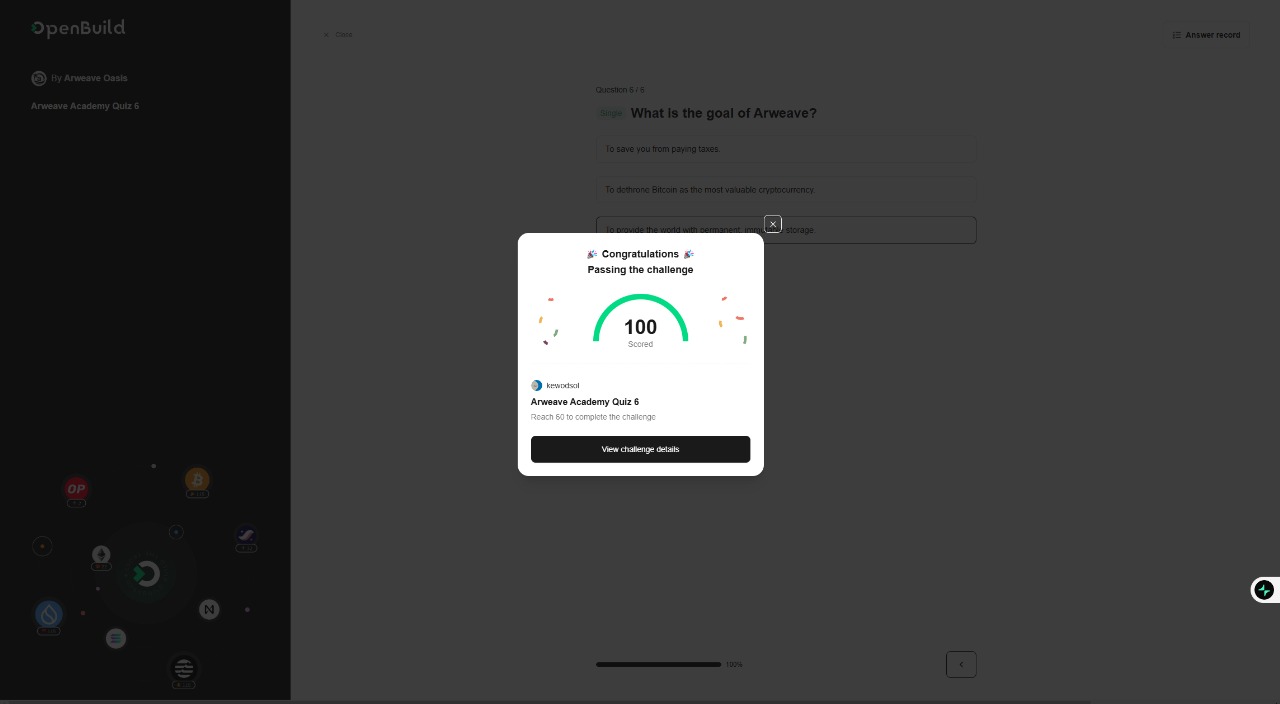 OpenBuild
Close
Answer record
By Arweave Oasis
Arweave Academy Quiz 6
Question 6 / 6
Single
What is the goal of Arweave?
To save you from paying taxes.
To dethrone Bitcoin as the most valuable cryptocurrency.
To provide the world with permanent, storage.
Congratulations
Passing the challenge
100
Scored
kewodsol
Arweave Academy Quiz 6
Reach 60 to complete the challenge
View challenge details
OP
100%